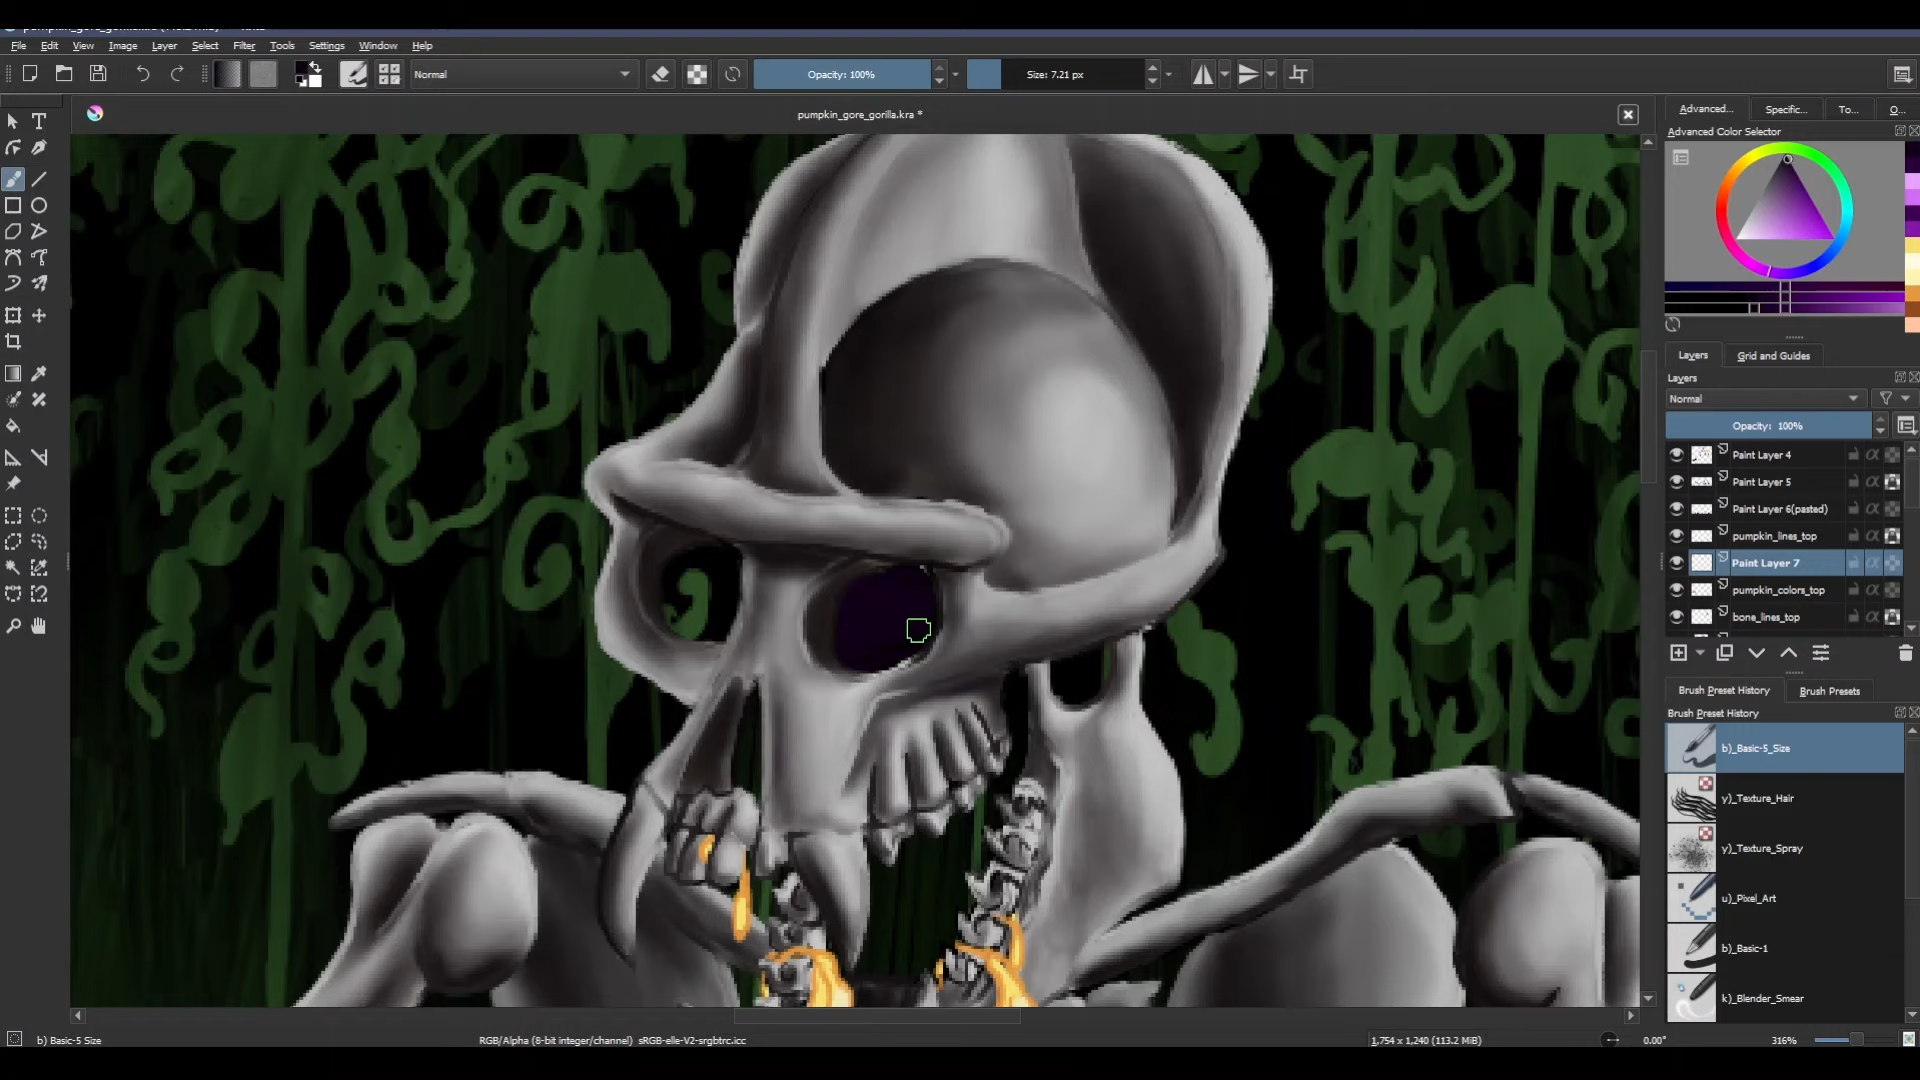 File Edit View Image Layer Select Filter Tools Settings Window Help
Normal Opacity: 100% Size: 7.21 px
pumpkin_gore_gorilla.kra *
Advanced... Specific... To... O...
Advanced Color Selector
Layers Grid and Guides
Layers
Normal
Opacity: 100%
Paint Layer 4
Paint Layer 5
Paint Layer 6(pasted)
pumpkin_lines_top
Paint Layer 7
pumpkin_colors_top
bone_lines_top
Brush Preset History Brush Presets
Brush Preset History
b)_Basic-5_Size
y)_Texture_Hair
y)_Texture_Spray
u)_Pixel_Art
b)_Basic-1
k)_Blender_Smear
b) Basic-5 Size RGB/Alpha (8-bit integer/channel) sRGB-elle-V2-srgbtrc.icc 1,754 x 1,240 (113.2 MiB) 0.00° 316%